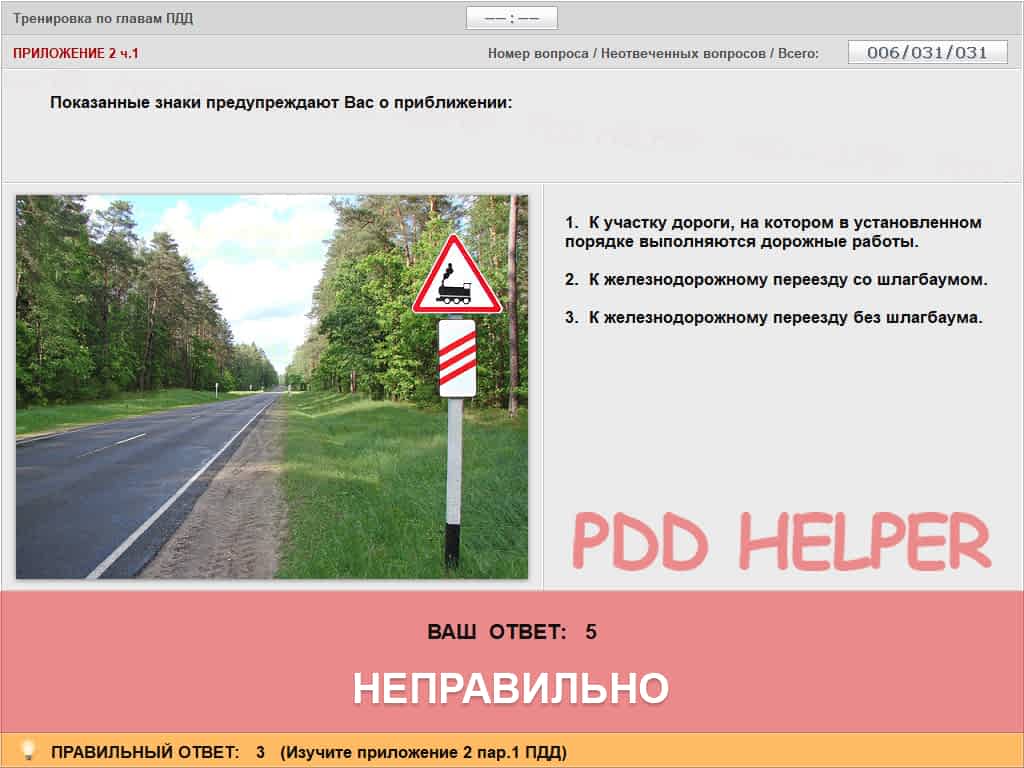 Тренировка по главам ПДД
–– : ––
ПРИЛОЖЕНИЕ 2 ч.1
Номер вопроса / Неотвеченных вопросов / Всего:
006/031/031
Показанные знаки предупреждают Вас о приближении:
1. К участку дороги, на котором в установленном
порядке выполняются дорожные работы.
2. К железнодорожному переезду со шлагбаумом.
3. К железнодорожному переезду без шлагбаума.
PDD HELPER
ВАШ ОТВЕТ: 5
НЕПРАВИЛЬНО
ПРАВИЛЬНЫЙ ОТВЕТ: 3 (Изучите приложение 2 пар.1 ПДД)